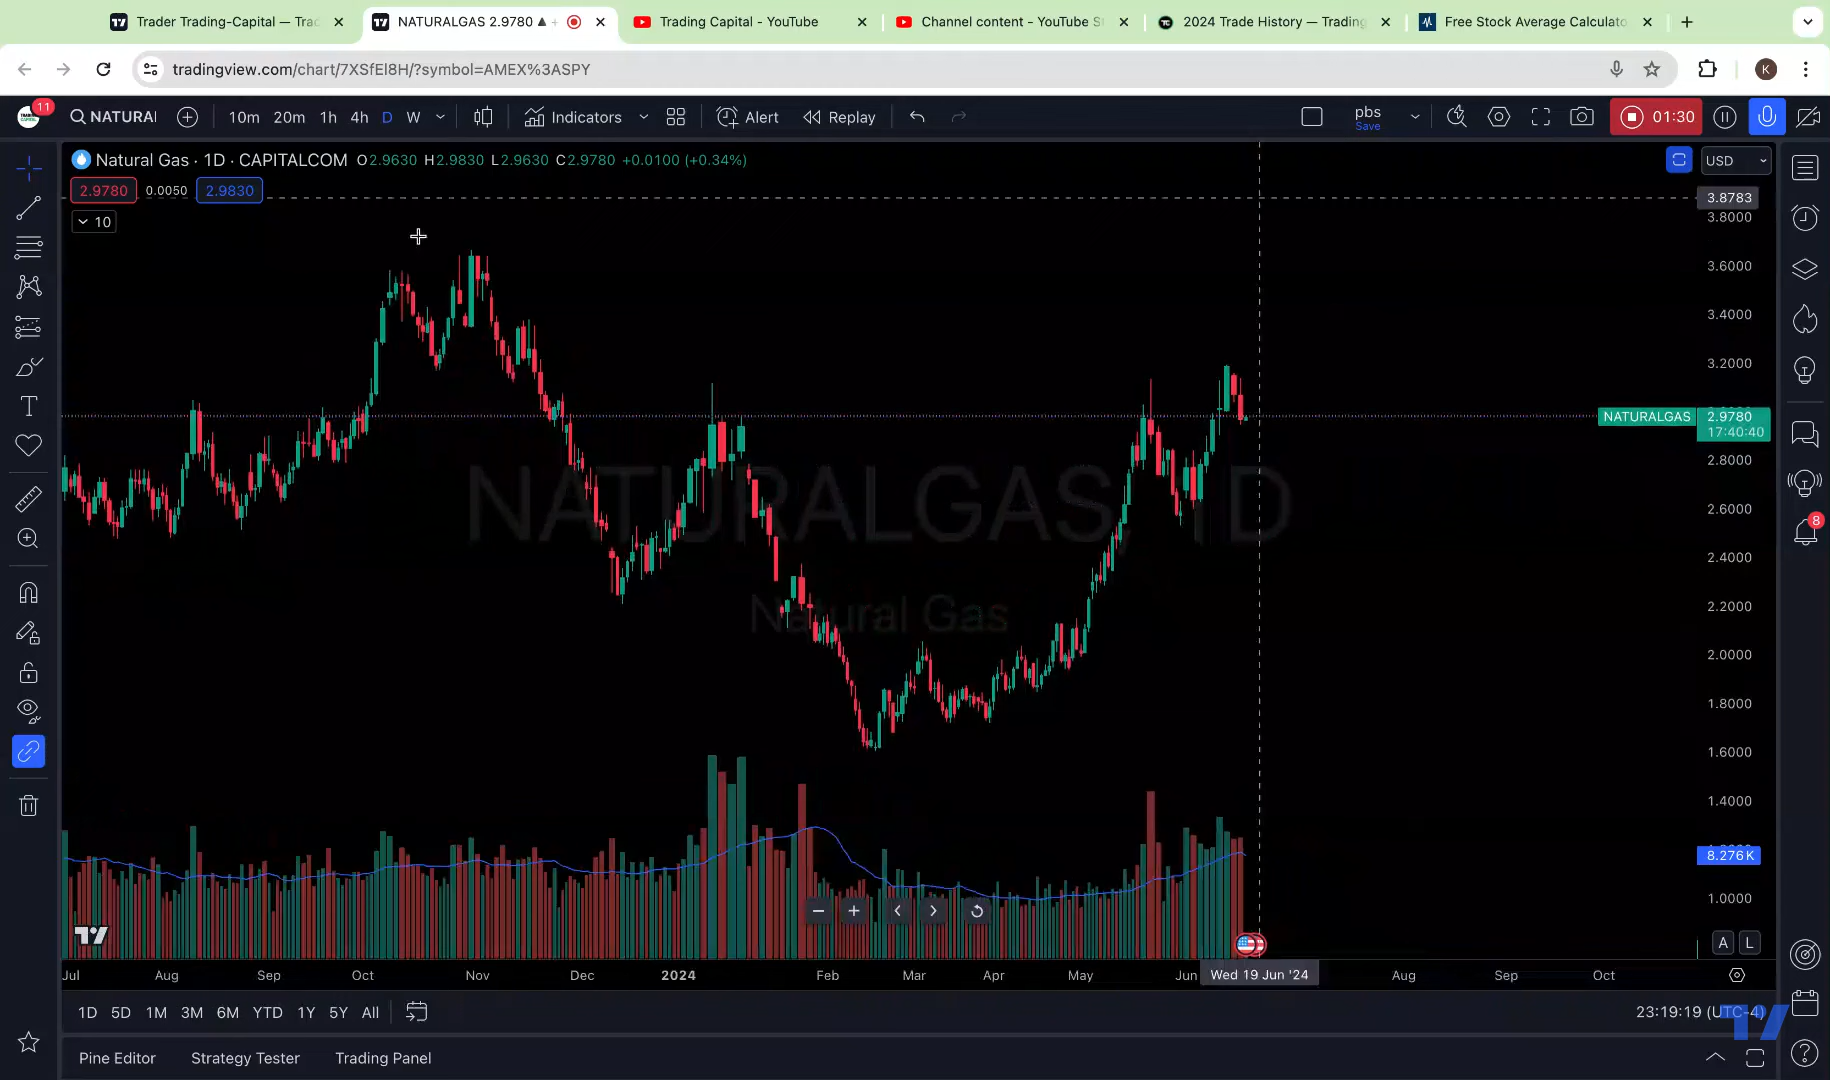 Trader Trading-Capital — Trac
NATURALGAS 2.9780 ▲ +
Trading Capital - YouTube
Channel content - YouTube S
2024 Trade History — Trading
Free Stock Average Calculato
tradingview.com/chart/7XSfEl8H/?symbol=AMEX%3ASPY
K
11
NATURAL
10m 20m 1h 4h D W
Indicators
Alert
Replay
pbs
Save
01:30
Natural Gas · 1D · CAPITALCOM O2.9630 H2.9830 L2.9630 C2.9780 +0.0100 (+0.34%)
USD
2.9780 0.0050 2.9830
10
3.8783
3.8000
3.6000
3.4000
3.2000
NATURALGAS 2.9780
17:40:40
2.8000
NATURALGAS, 1D
Natural Gas
2.6000
8
2.4000
2.2000
2.0000
1.8000
1.6000
1.4000
8.276K
1.0000
A L
Jul Aug Sep Oct Nov Dec 2024 Feb Mar Apr May Jun Wed 19 Jun '24 Aug Sep Oct
1D 5D 1M 3M 6M YTD 1Y 5Y All
23:19:19 (UTC-4)
Pine Editor Strategy Tester Trading Panel